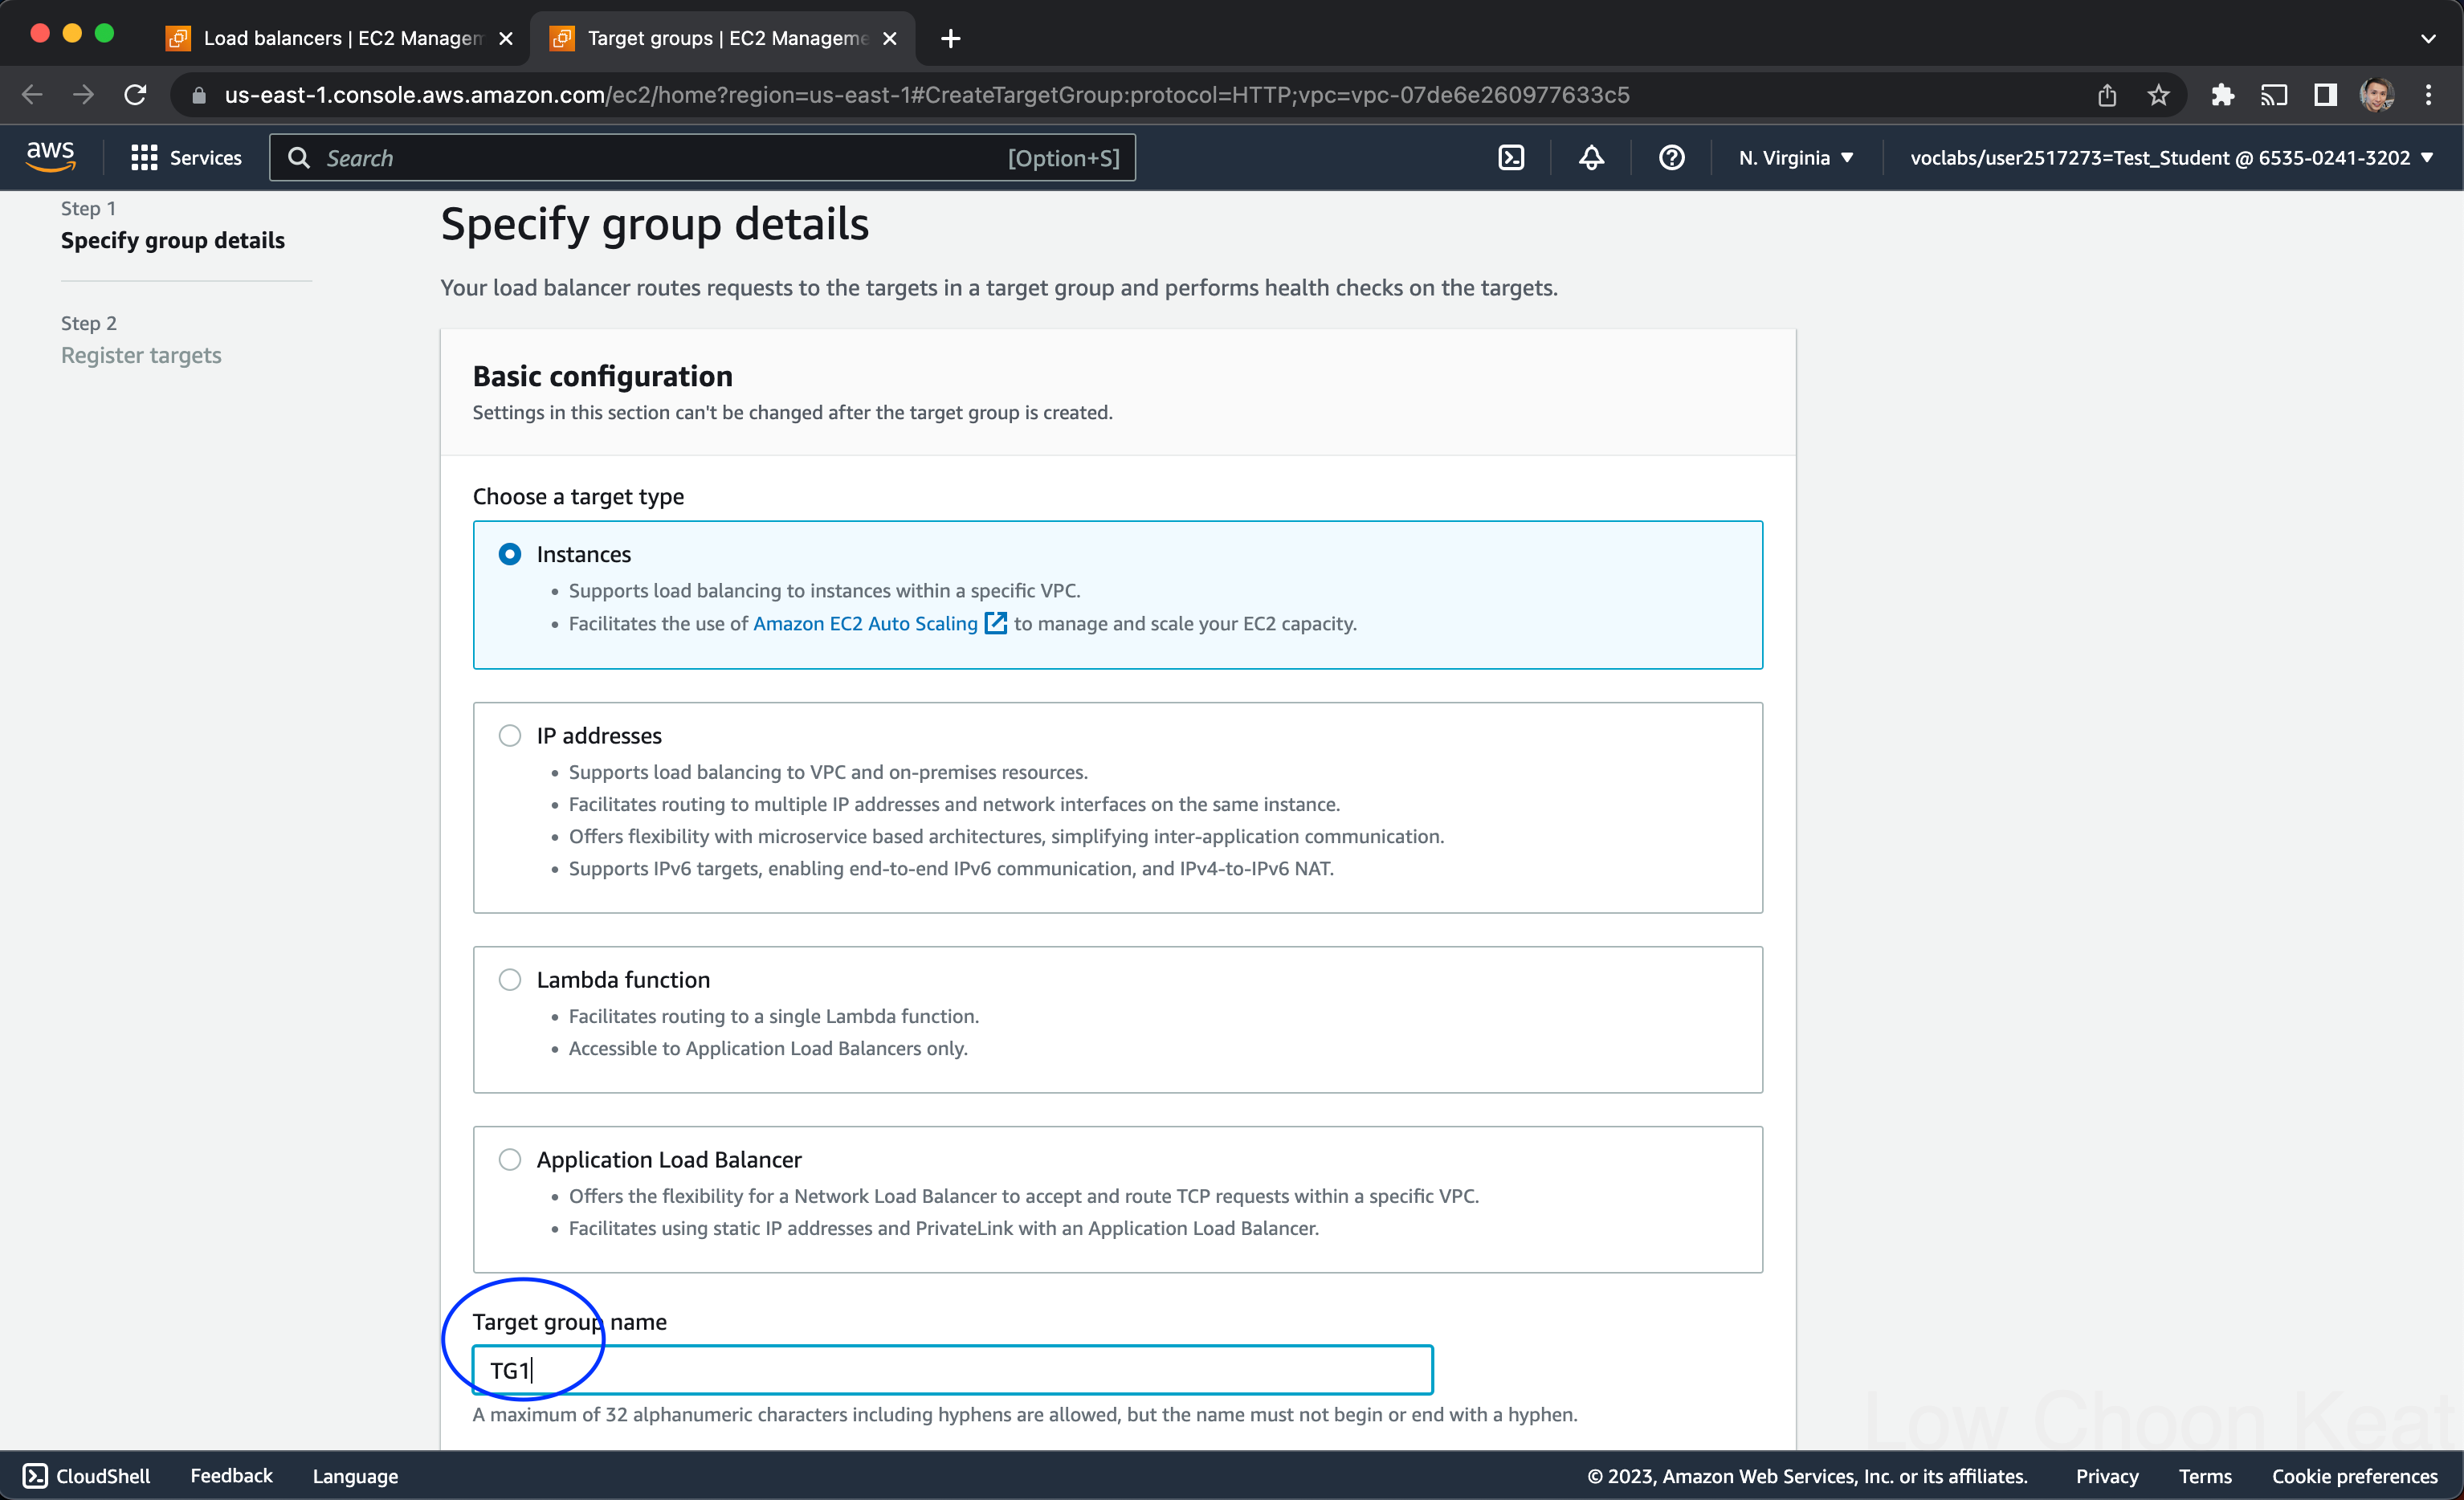 Load balancers | EC2 Managem
Target groups | EC2 Manageme
us-east-1.console.aws.amazon.com/ec2/home?region=us-east-1#CreateTargetGroup:protocol=HTTP;vpc=vpc-07de6e260977633c5
aws
Services
Search
[Option+S]
N. Virginia
voclabs/user2517273=Test_Student @ 6535-0241-3202
Step 1
Specify group details
Step 2
Register targets
Specify group details
Your load balancer routes requests to the targets in a target group and performs health checks on the targets.
Basic configuration
Settings in this section can't be changed after the target group is created.
Choose a target type
Instances
• Supports load balancing to instances within a specific VPC.
• Facilitates the use of Amazon EC2 Auto Scaling to manage and scale your EC2 capacity.
IP addresses
• Supports load balancing to VPC and on-premises resources.
• Facilitates routing to multiple IP addresses and network interfaces on the same instance.
• Offers flexibility with microservice based architectures, simplifying inter-application communication.
• Supports IPv6 targets, enabling end-to-end IPv6 communication, and IPv4-to-IPv6 NAT.
Lambda function
• Facilitates routing to a single Lambda function.
• Accessible to Application Load Balancers only.
Application Load Balancer
• Offers the flexibility for a Network Load Balancer to accept and route TCP requests within a specific VPC.
• Facilitates using static IP addresses and PrivateLink with an Application Load Balancer.
Target group name
TG1
A maximum of 32 alphanumeric characters including hyphens are allowed, but the name must not begin or end with a hyphen.
Low Choon Keat
CloudShell
Feedback
Language
© 2023, Amazon Web Services, Inc. or its affiliates.
Privacy
Terms
Cookie preferences